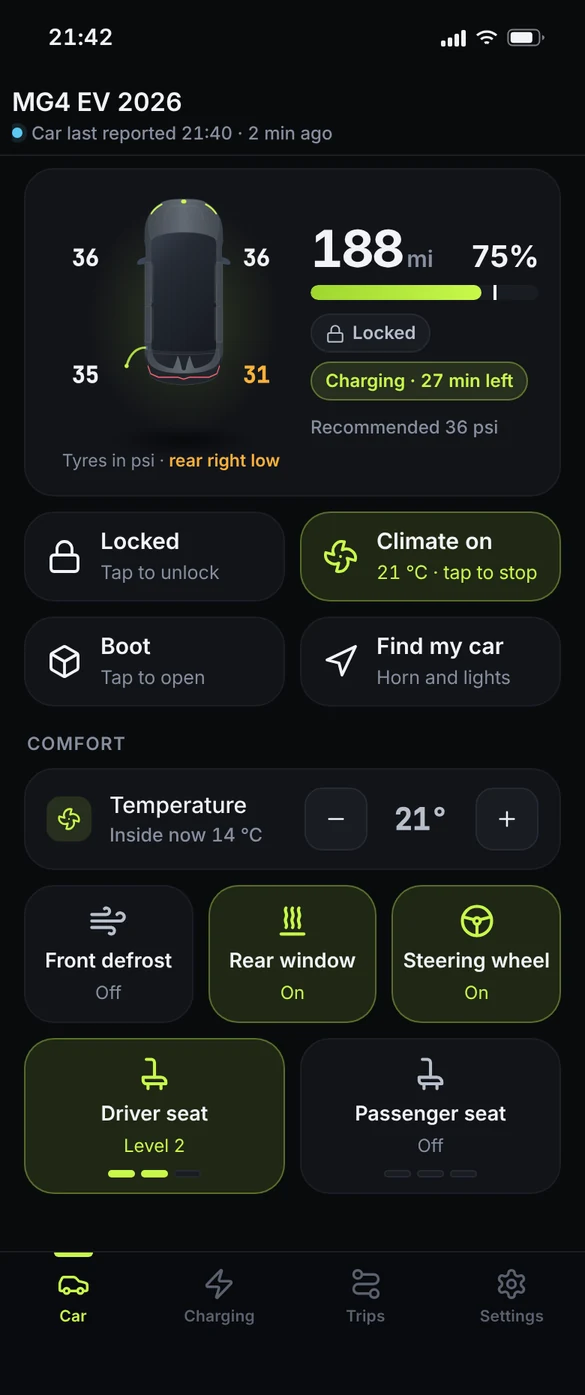 21:42
MG4 EV 2026
Car last reported 21:40 · 2 min ago
36
36
35
31
Tyres in psi · rear right low
188 mi
75%
Locked
Charging · 27 min left
Recommended 36 psi
Locked
Tap to unlock
Climate on
21 °C · tap to stop
Boot
Tap to open
Find my car
Horn and lights
COMFORT
Temperature
Inside now 14 °C
−
21°
+
Front defrost
Off
Rear window
On
Steering wheel
On
Driver seat
Level 2
Passenger seat
Off
Car
Charging
Trips
Settings